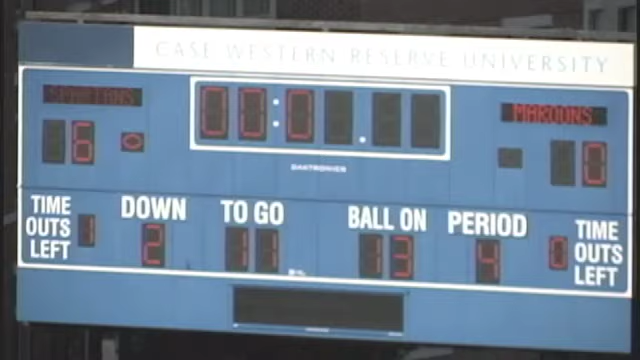 CASE WESTERN RESERVE UNIVERSITY
SPARTANS
MAROONS
6
00:0
0
DAKTRONICS
TIME OUTS LEFT 1
DOWN 2
TO GO 11
BALL ON 13
PERIOD 4
0 TIME OUTS LEFT